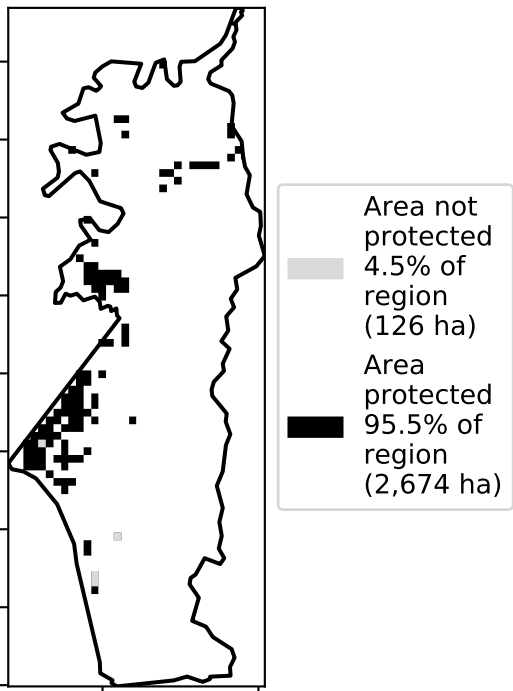 Area not
protected
4.5% of
region
(126 ha)
Area
protected
95.5% of
region
(2,674 ha)